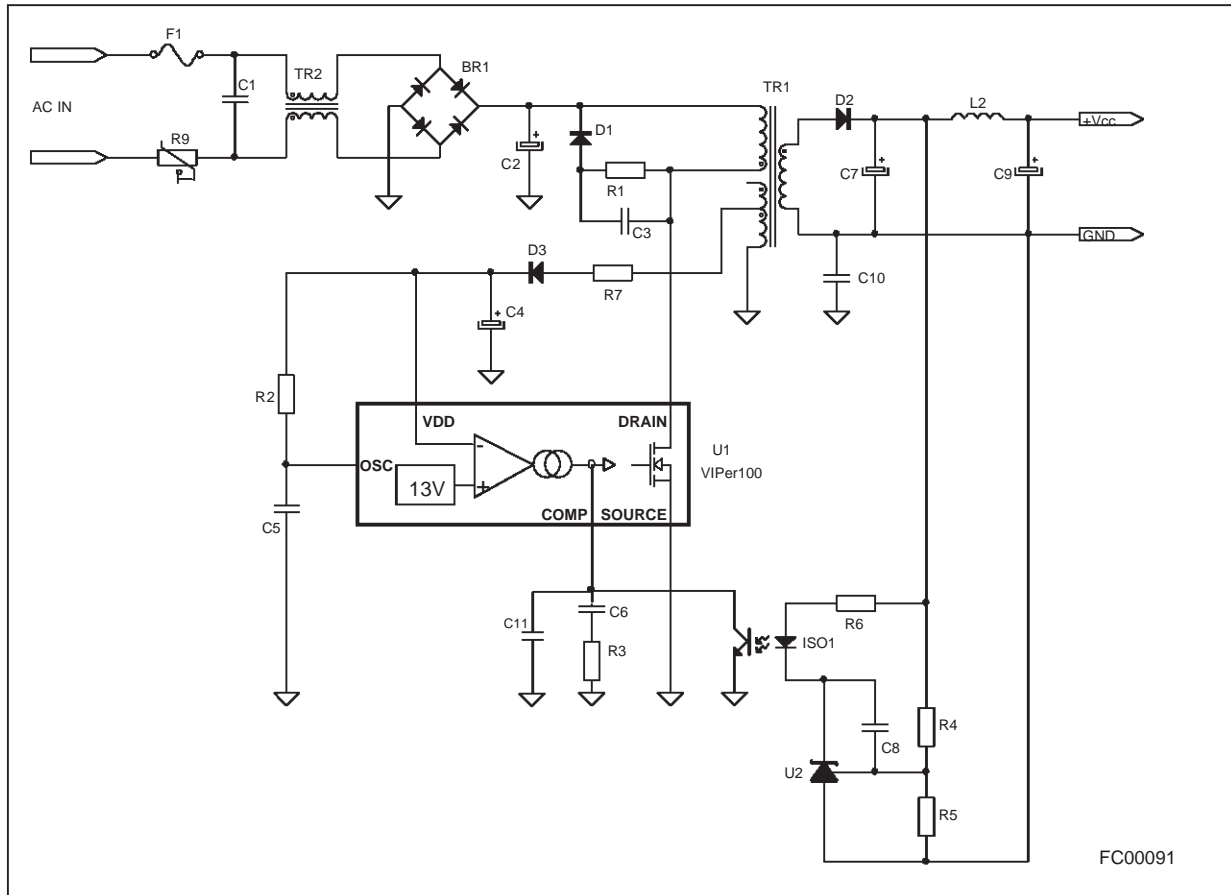 F1
TR2
BR1
C1
AC IN
R9
C2
D1
R1
C3
TR1
D2
L2
+Vcc
C7
C9
GND
D3
R7
C10
C4
R2
VDD
DRAIN
U1
VIPer100
OSC
-
13V
+
COMP
SOURCE
C5
C11
C6
R3
R6
ISO1
R4
C8
U2
R5
FC00091